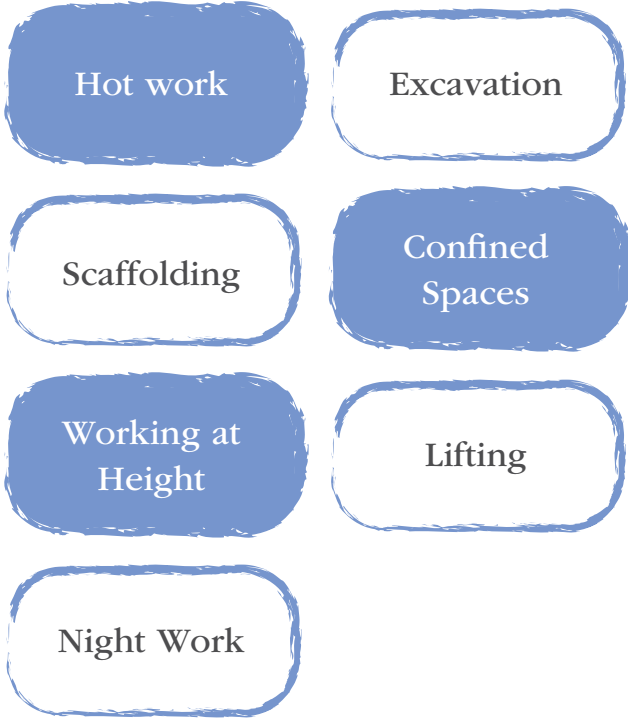 Hot work
Excavation
Scaffolding
Confined
Spaces
Working at
Height
Lifting
Night Work